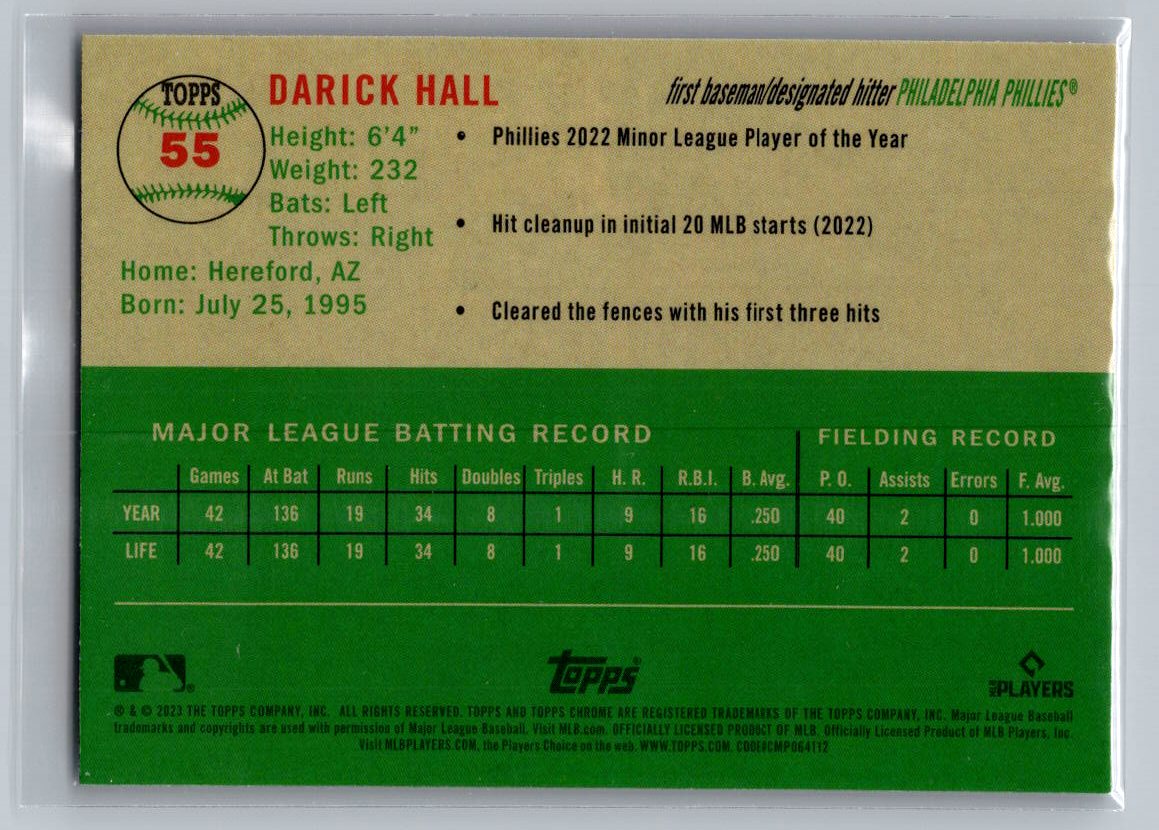 TOPPS
55
DARICK HALL
first baseman/designated hitter PHILADELPHIA PHILLIES®
Height: 6'4"
Weight: 232
Bats: Left
Throws: Right
Home: Hereford, AZ
Born: July 25, 1995
• Phillies 2022 Minor League Player of the Year
• Hit cleanup in initial 20 MLB starts (2022)
• Cleared the fences with his first three hits
MAJOR LEAGUE BATTING RECORD FIELDING RECORD
Games At Bat Runs Hits Doubles Triples H. R. R.B.I. B. Avg. P. O. Assists Errors F. Avg.
YEAR 42 136 19 34 8 1 9 16 .250 40 2 0 1.000
LIFE 42 136 19 34 8 1 9 16 .250 40 2 0 1.000
Topps®
MLB PLAYERS
® & © 2023 THE TOPPS COMPANY, INC. ALL RIGHTS RESERVED. TOPPS AND TOPPS CHROME ARE REGISTERED TRADEMARKS OF THE TOPPS COMPANY, INC. Major League Baseball
trademarks and copyrights are used with permission of Major League Baseball. Visit MLB.com. OFFICIALLY LICENSED PRODUCT OF MLB. Officially Licensed Product of MLB Players, Inc.
Visit MLBPLAYERS.COM, the Players Choice on the web. WWW.TOPPS.COM. CODE#CMP064112